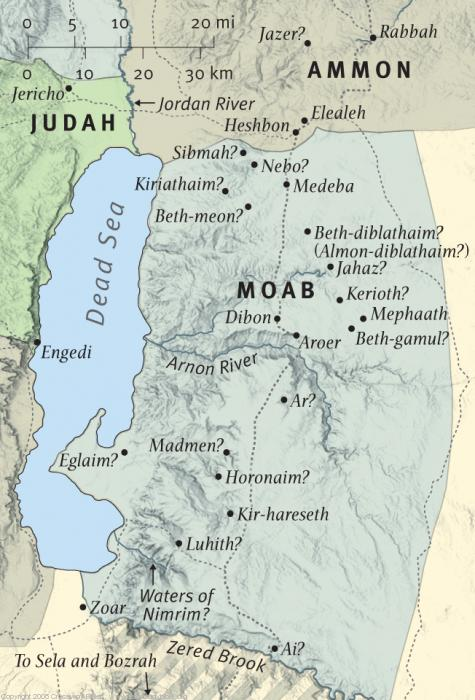 0 10 20 mi
0 10 20 30 km
Jazer?
Rabbah
AMMON
Jericho
Jordan River
JUDAH
Elealeh
Heshbon
Sibmah?
Nebo?
Kiriathaim?
Medeba
Beth-meon?
Dead Sea
Beth-diblathaim?
(Almon-diblathaim?)
Jahaz?
MOAB
Kerioth?
Dibon
Mephaath
Aroer
Beth-gamul?
Engedi
Arnon River
Ar?
Madmen?
Eglaim?
Horonaim?
Kir-hareseth
Luhith?
Waters of
Nimrim?
Zoar
Zered Brook
Ai?
To Sela and Bozrah